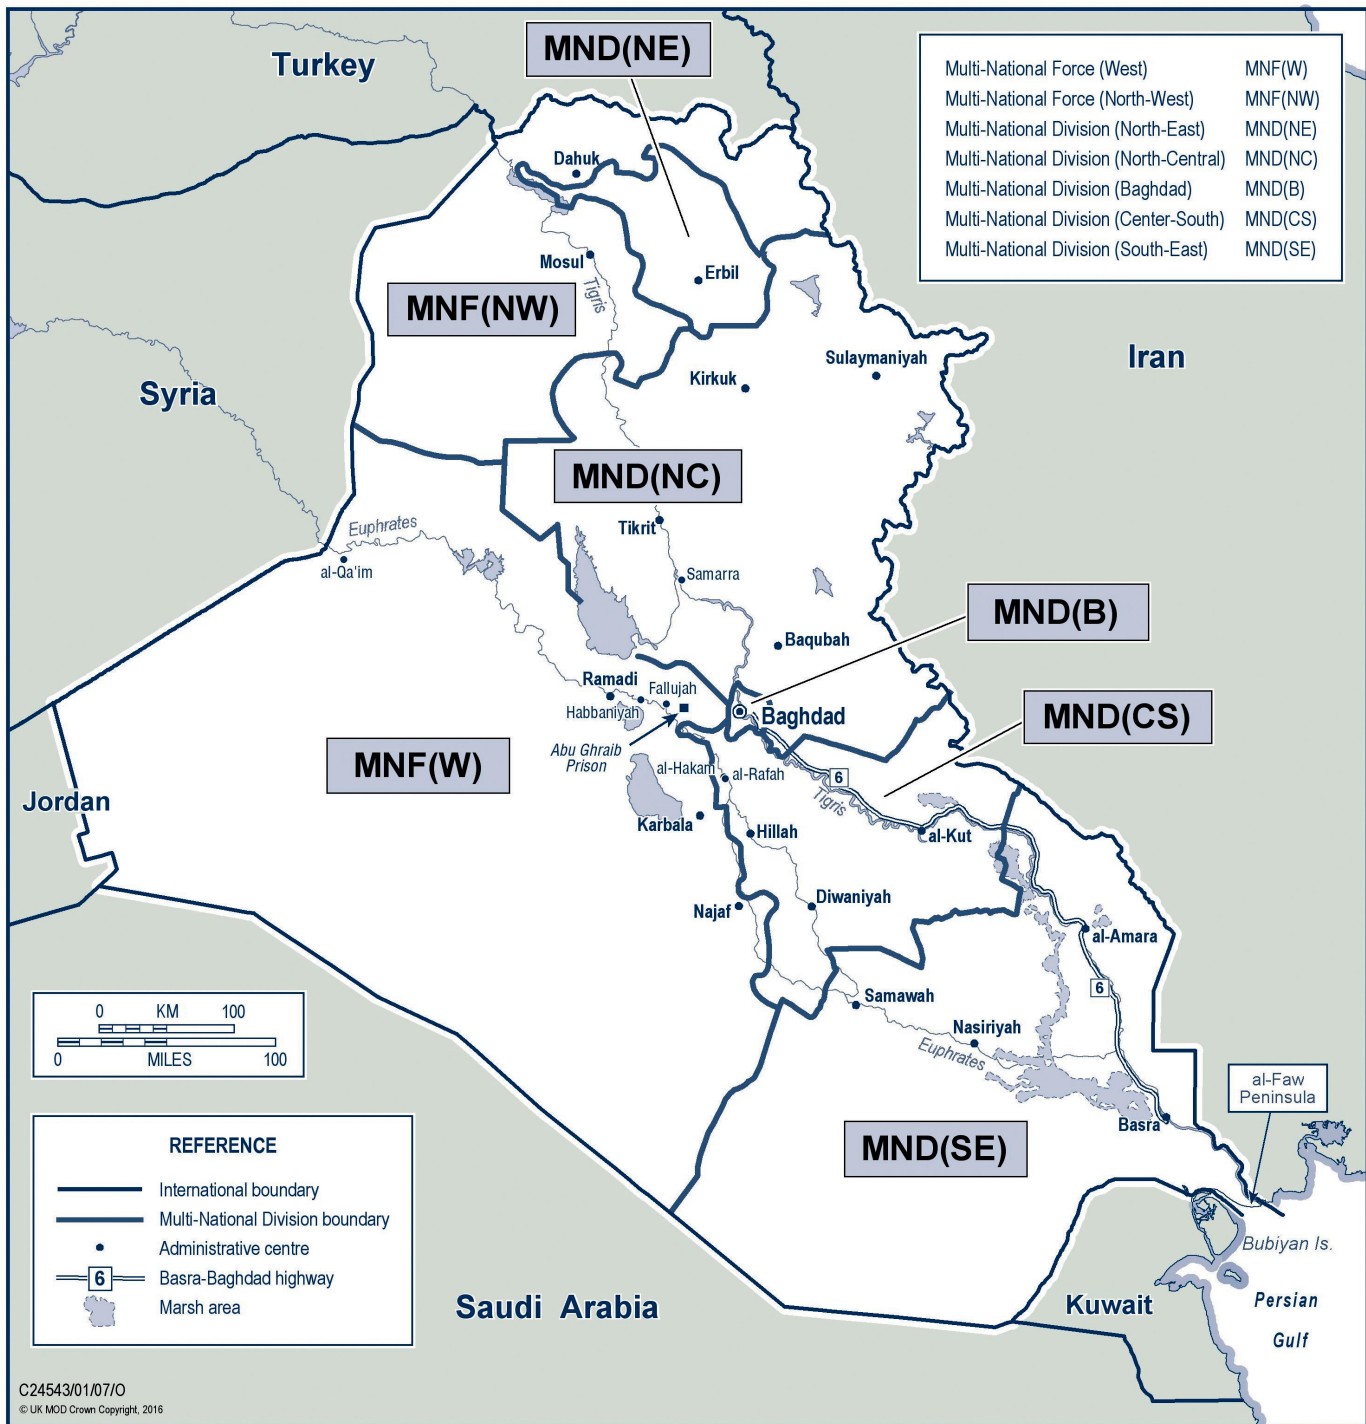 Turkey
MND(NE)
Multi-National Force (West) MNF(W)
Multi-National Force (North-West) MNF(NW)
Multi-National Division (North-East) MND(NE)
Multi-National Division (North-Central) MND(NC)
Multi-National Division (Baghdad) MND(B)
Multi-National Division (Center-South) MND(CS)
Multi-National Division (South-East) MND(SE)
Dahuk
Mosul
Erbil
Tigris
MNF(NW)
Iran
Sulaymaniyah
Kirkuk
Syria
MND(NC)
Euphrates
Tikrit
al-Qa'im
Samarra
MND(B)
Baqubah
Ramadi
Fallujah
Habbaniyah
Baghdad
MND(CS)
Abu Ghraib
Prison
MNF(W)
al-Hakam
al-Rafah
6
Tigris
Jordan
Karbala
Hillah
al-Kut
Najaf
Diwaniyah
al-Amara
6
Samawah
Nasiriyah
Euphrates
0 KM 100
0 MILES 100
al-Faw
Peninsula
Basra
MND(SE)
REFERENCE
International boundary
Multi-National Division boundary
Administrative centre
6 Basra-Baghdad highway
Marsh area
Bubiyan Is.
Saudi Arabia
Kuwait
Persian
Gulf
C24543/01/07/O
© UK MOD Crown Copyright, 2016